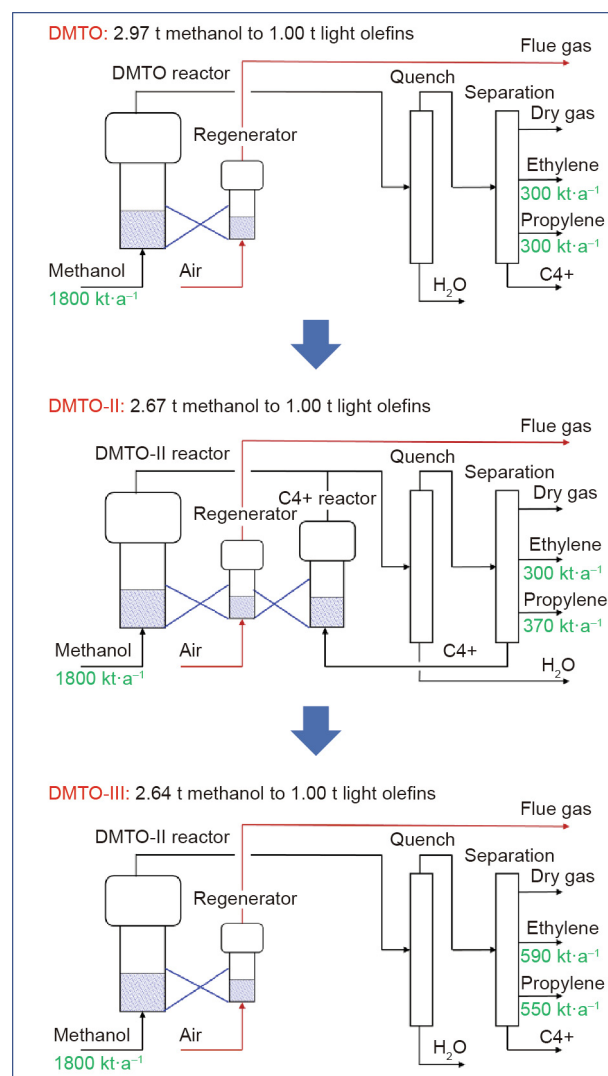 DMTO: 2.97 t methanol to 1.00 t light olefins
Flue gas
DMTO reactor
Quench
Separation
Dry gas
Regenerator
Ethylene
300 kt·a⁻¹
Propylene
300 kt·a⁻¹
Methanol
1800 kt·a⁻¹
Air
H₂O
C4+
DMTO-II: 2.67 t methanol to 1.00 t light olefins
Flue gas
DMTO-II reactor
Quench
Separation
C4+ reactor
Dry gas
Regenerator
Ethylene
300 kt·a⁻¹
Propylene
370 kt·a⁻¹
Methanol
1800 kt·a⁻¹
Air
C4+
H₂O
DMTO-III: 2.64 t methanol to 1.00 t light olefins
Flue gas
DMTO-II reactor
Quench
Separation
Dry gas
Regenerator
Ethylene
590 kt·a⁻¹
Propylene
550 kt·a⁻¹
Methanol
1800 kt·a⁻¹
Air
H₂O
C4+